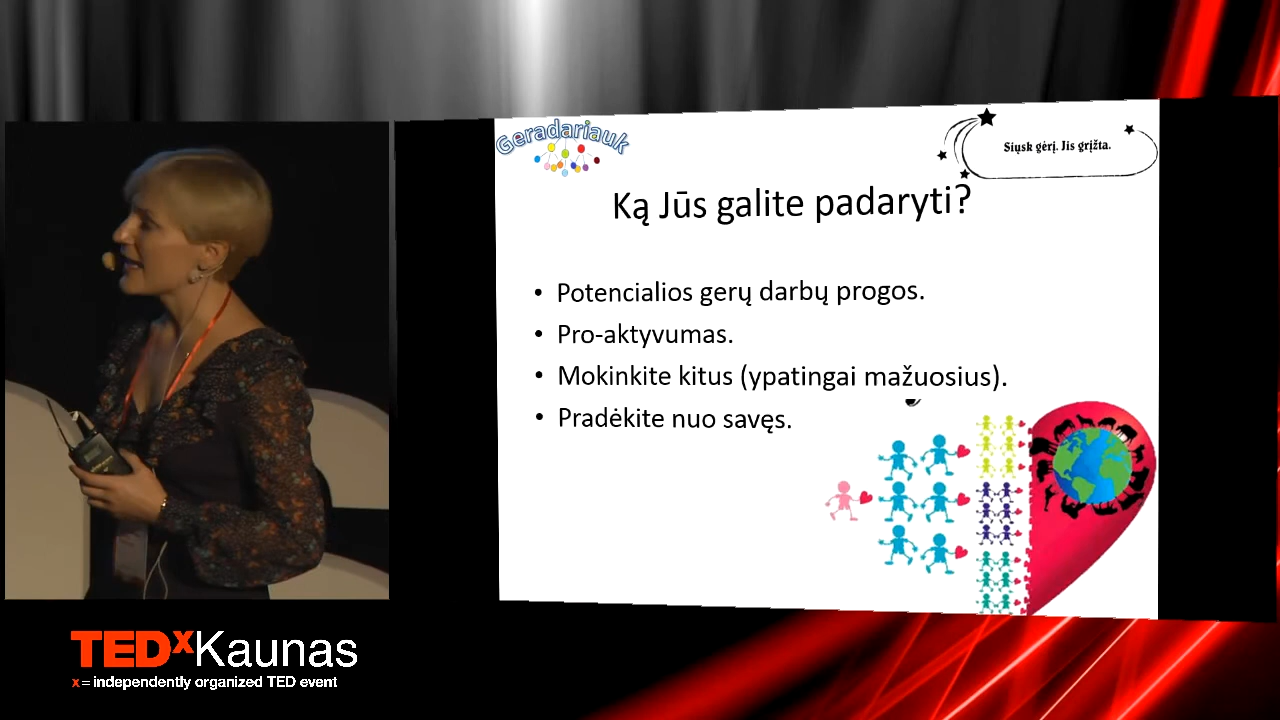 Geradariauk
Siųsk gėrį. Jis grįžta.
Ką Jūs galite padaryti?
• Potencialios gerų darbų progos.
• Pro-aktyvumas.
• Mokinkite kitus (ypatingai mažuosius).
• Pradėkite nuo savęs.
TEDxKaunas
x = independently organized TED event